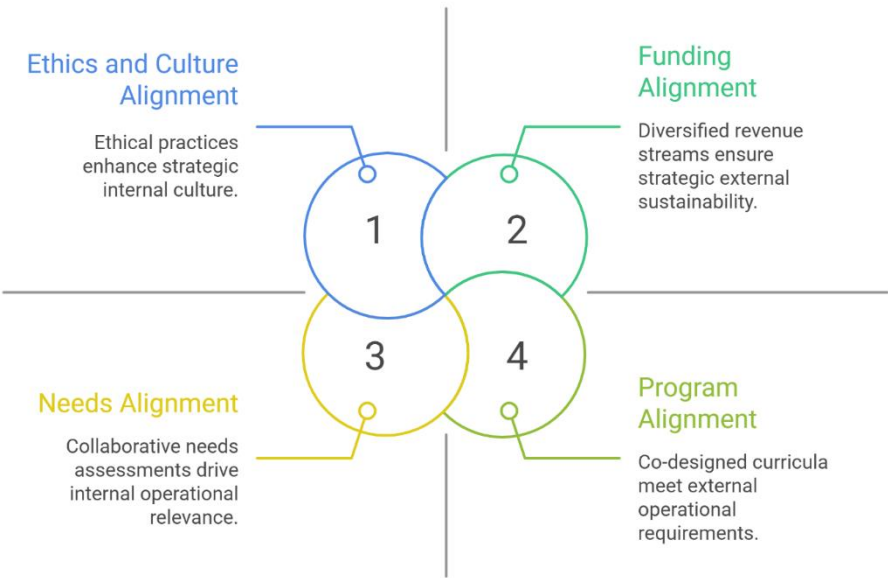 Ethics and Culture
Alignment
Ethical practices
enhance strategic
internal culture.
Funding
Alignment
Diversified revenue
streams ensure
strategic external
sustainability.
1
2
3
4
Needs Alignment
Collaborative needs
assessments drive
internal operational
relevance.
Program
Alignment
Co-designed curricula
meet external
operational
requirements.